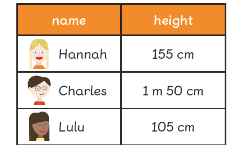 name height
Hannah 155 cm
Charles 1 m 50 cm
Lulu 105 cm